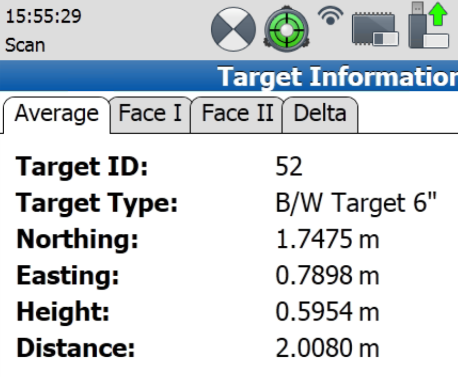 15:55:29
Scan
Target Information
Average Face I Face II Delta
Target ID: 52
Target Type: B/W Target 6"
Northing: 1.7475 m
Easting: 0.7898 m
Height: 0.5954 m
Distance: 2.0080 m